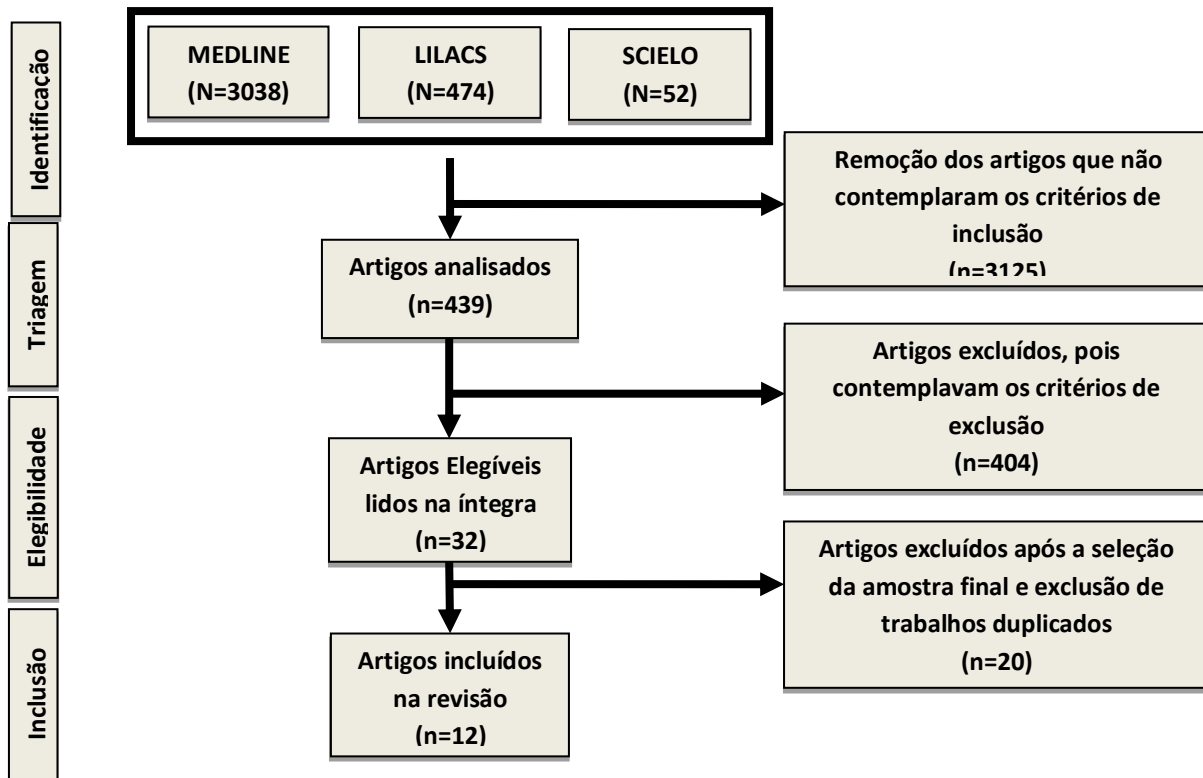 Identificação
MEDLINE
(N=3038)
LILACS
(N=474)
SCIELO
(N=52)
Remoção dos artigos que não
contemplaram os critérios de
inclusão
(n=3125)
Triagem
Artigos analisados
(n=439)
Artigos excluídos, pois
contemplavam os critérios de
exclusão
(n=404)
Elegibilidade
Artigos Elegíveis
lidos na íntegra
(n=32)
Artigos excluídos após a seleção
da amostra final e exclusão de
trabalhos duplicados
(n=20)
Inclusão
Artigos incluídos
na revisão
(n=12)